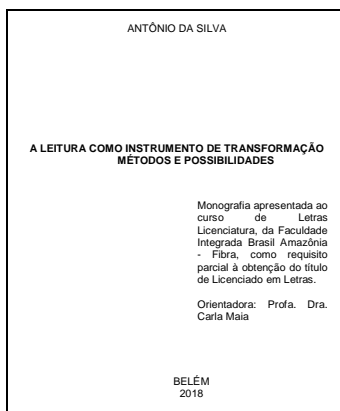 ANTÔNIO DA SILVA
A LEITURA COMO INSTRUMENTO DE TRANSFORMAÇÃO
MÉTODOS E POSSIBILIDADES
Monografia apresentada ao
curso de Letras
Licenciatura, da Faculdade
Integrada Brasil Amazônia
- Fibra, como requisito
parcial à obtenção do título
de Licenciado em Letras.
Orientadora: Profa. Dra.
Carla Maia
BELÉM
2018